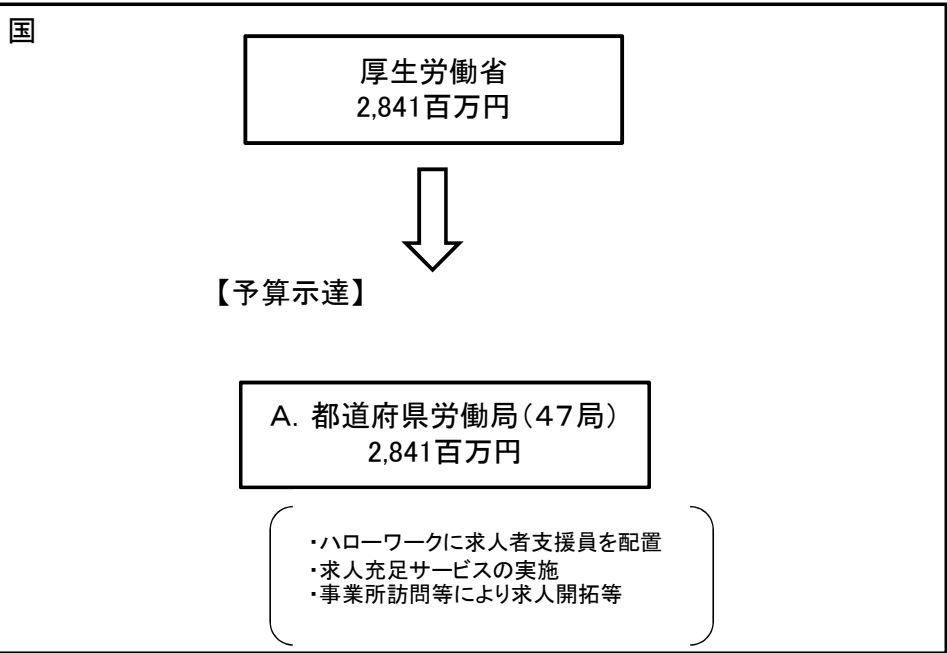 国
厚生労働省
2,841百万円
【予算示達】
A. 都道府県労働局(47局)
2,841百万円
・ハローワークに求人者支援員を配置
・求人充足サービスの実施
・事業所訪問等により求人開拓等